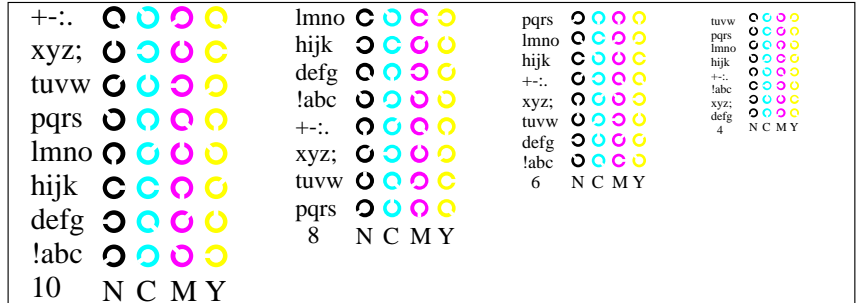 +-:.
xyz;
tuvw
pqrs
lmno
hijk
defg
!abc
10 N C M Y
lmno
hijk
defg
!abc
+-:.
xyz;
tuvw
pqrs
8 N C M Y
pqrs
lmno
hijk
+-:.
xyz;
tuvw
defg
!abc
6 N C M Y
tuvw
pqrs
lmno
hijk
+-:.
!abc
xyz;
defg
4 N C M Y